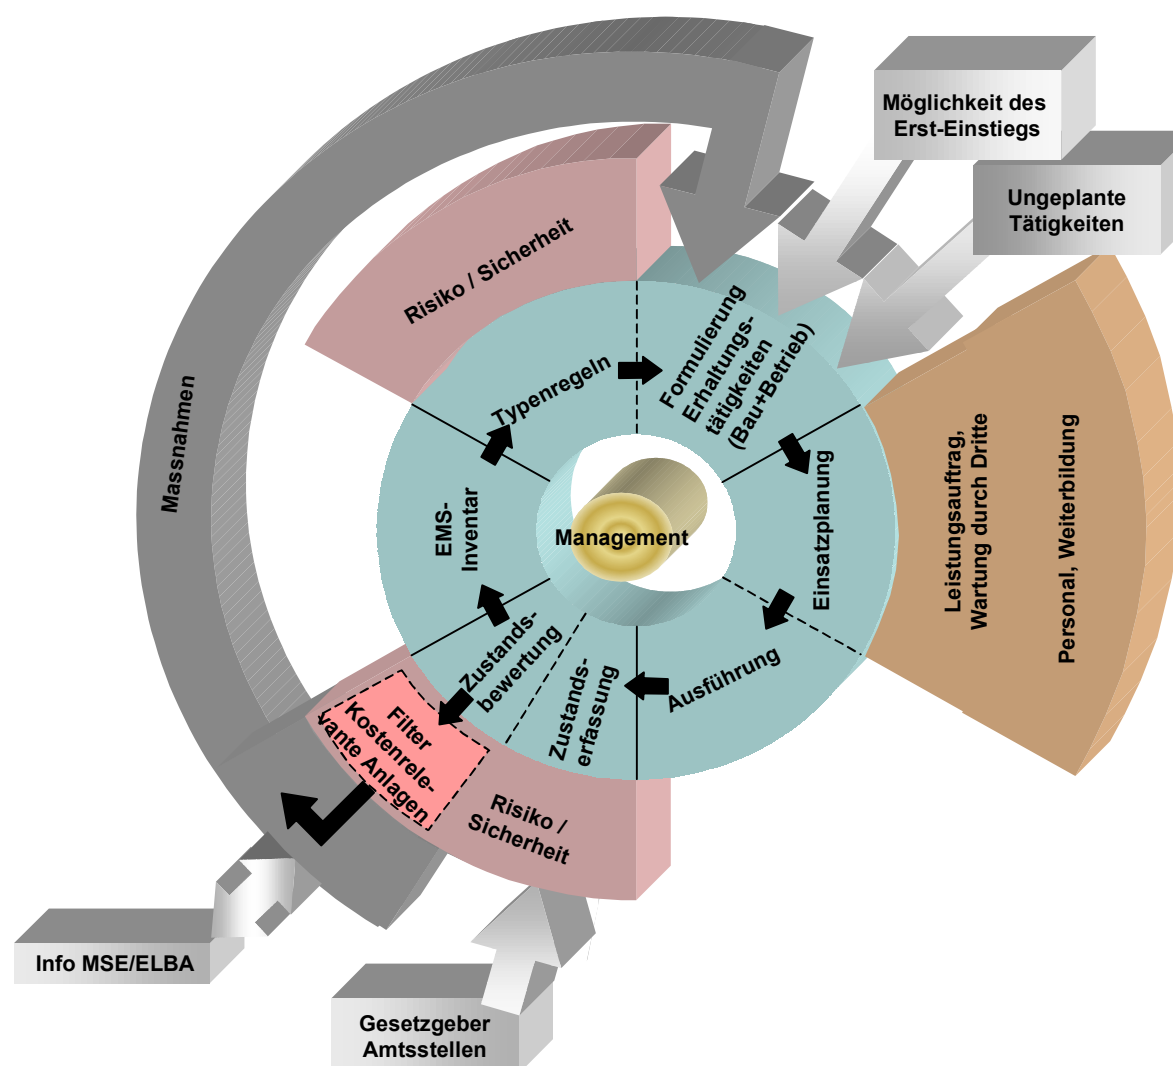 Möglichkeit des
Erst-Einstiegs
Ungeplante
Tätigkeiten
Risiko / Sicherheit
Massnahmen
Typenregeln
Formulierung
Erhaltungs-
tätigkeiten
(Bau+Betrieb)
Einsatzplanung
Leistungsauftrag,
Wartung durch Dritte
Personal, Weiterbildung
EMS-
Inventar
Management
Zustands-
bewertung
Zustands-
erfassung
Ausführung
Filter
Kostenrele-
vante Anlagen
Risiko /
Sicherheit
Info MSE/ELBA
Gesetzgeber
Amtsstellen